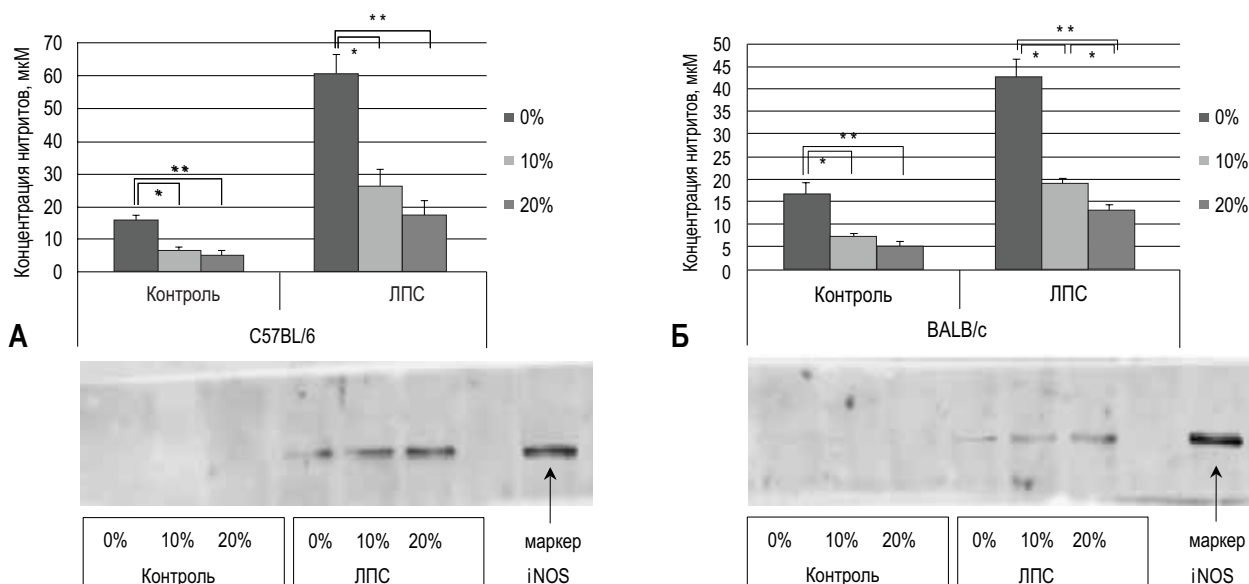 Концентрация нитритов, мкМ
70
60
50
40
30
20
10
0
* *
*
* *
*
0%
10%
20%
Контроль
ЛПС
C57BL/6
А
0%
10%
20%
0%
10%
20%
маркер
Контроль
ЛПС
iNOS
Концентрация нитритов, мкМ
50
45
40
35
30
25
20
15
10
5
0
* *
*
* *
*
*
0%
10%
20%
Контроль
ЛПС
BALB/c
Б
0%
10%
20%
0%
10%
20%
маркер
Контроль
ЛПС
iNOS